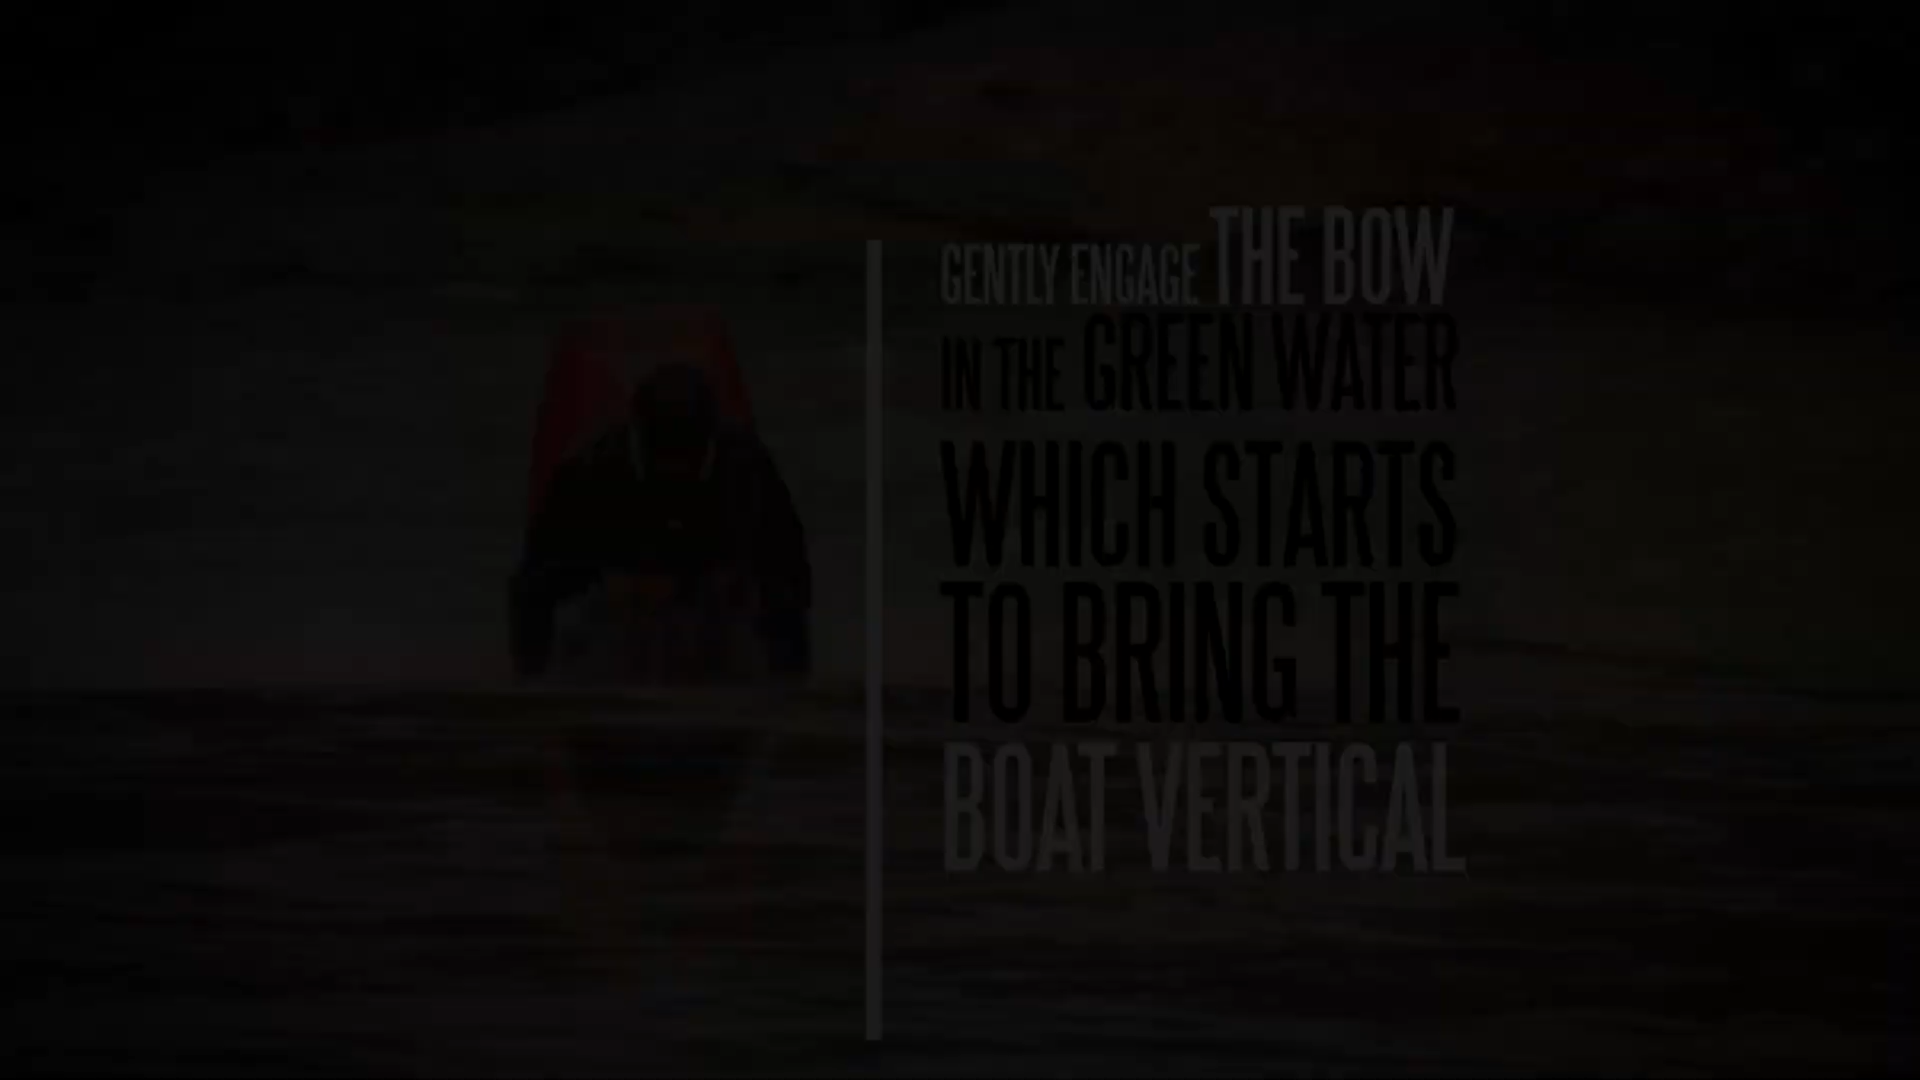 GENTLY ENGAGE THE BOW
IN THE GREEN WATER
WHICH STARTS
TO BRING THE
BOAT VERTICAL